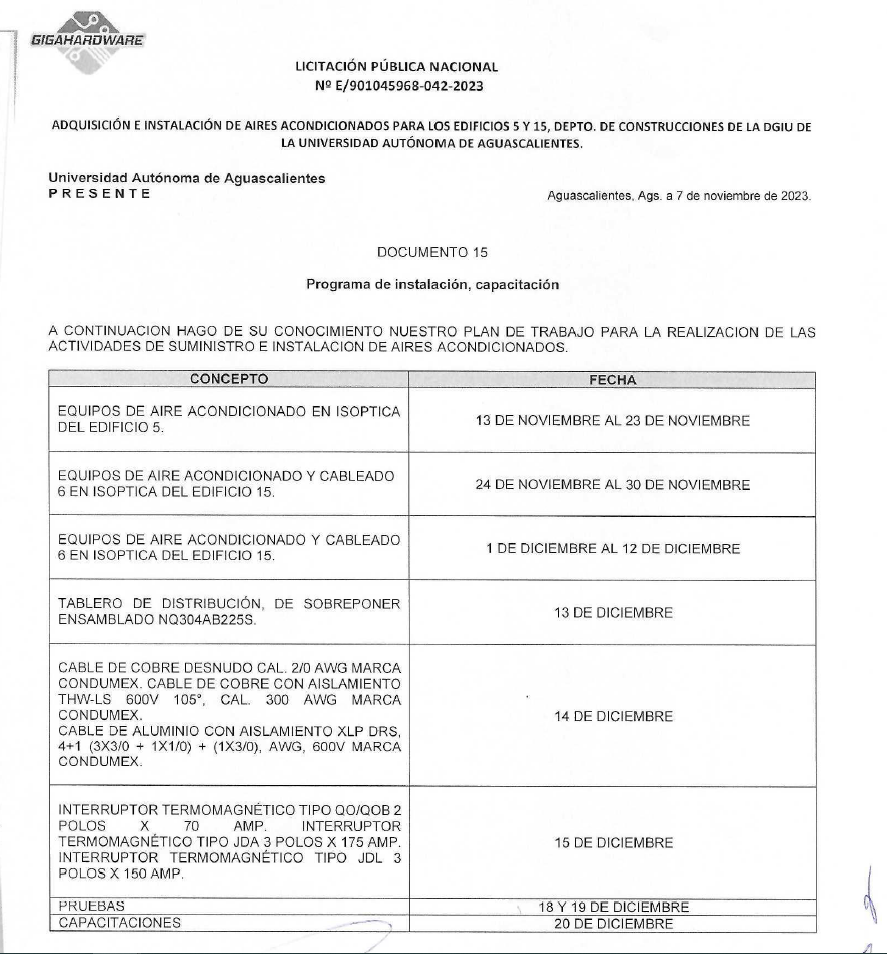 GIGAHARDWARE
LICITACIÓN PÚBLICA NACIONAL
Nº E/901045968-042-2023
ADQUISICIÓN E INSTALACIÓN DE AIRES ACONDICIONADOS PARA LOS EDIFICIOS 5 Y 15, DEPTO. DE CONSTRUCCIONES DE LA DGIU DE
LA UNIVERSIDAD AUTÓNOMA DE AGUASCALIENTES.
Universidad Autónoma de Aguascalientes
P R E S E N T E
Aguascalientes, Ags. a 7 de noviembre de 2023.
DOCUMENTO 15
Programa de instalación, capacitación
A CONTINUACION HAGO DE SU CONOCIMIENTO NUESTRO PLAN DE TRABAJO PARA LA REALIZACION DE LAS
ACTIVIDADES DE SUMINISTRO E INSTALACION DE AIRES ACONDICIONADOS.
CONCEPTO
FECHA
EQUIPOS DE AIRE ACONDICIONADO EN ISOPTICA
DEL EDIFICIO 5.
13 DE NOVIEMBRE AL 23 DE NOVIEMBRE
EQUIPOS DE AIRE ACONDICIONADO Y CABLEADO
6 EN ISOPTICA DEL EDIFICIO 15.
24 DE NOVIEMBRE AL 30 DE NOVIEMBRE
EQUIPOS DE AIRE ACONDICIONADO Y CABLEADO
6 EN ISOPTICA DEL EDIFICIO 15.
1 DE DICIEMBRE AL 12 DE DICIEMBRE
TABLERO DE DISTRIBUCIÓN, DE SOBREPONER
ENSAMBLADO NQ304AB225S.
13 DE DICIEMBRE
CABLE DE COBRE DESNUDO CAL. 2/0 AWG MARCA
CONDUMEX. CABLE DE COBRE CON AISLAMIENTO
THW-LS 600V 105°, CAL. 300 AWG MARCA
CONDUMEX.
CABLE DE ALUMINIO CON AISLAMIENTO XLP DRS,
4+1 (3X3/0 + 1X1/0) + (1X3/0), AWG, 600V MARCA
CONDUMEX.
14 DE DICIEMBRE
INTERRUPTOR TERMOMAGNÉTICO TIPO QO/QOB 2
POLOS X 70 AMP. INTERRUPTOR
TERMOMAGNÉTICO TIPO JDA 3 POLOS X 175 AMP.
INTERRUPTOR TERMOMAGNÉTICO TIPO JDL 3
POLOS X 150 AMP.
15 DE DICIEMBRE
PRUEBAS
18 Y 19 DE DICIEMBRE
CAPACITACIONES
20 DE DICIEMBRE